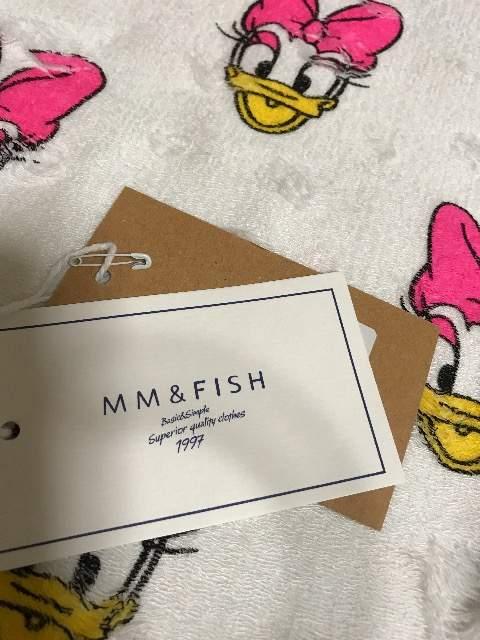 MM&FISH
Basic&Simple
Superior quality clothes
1997